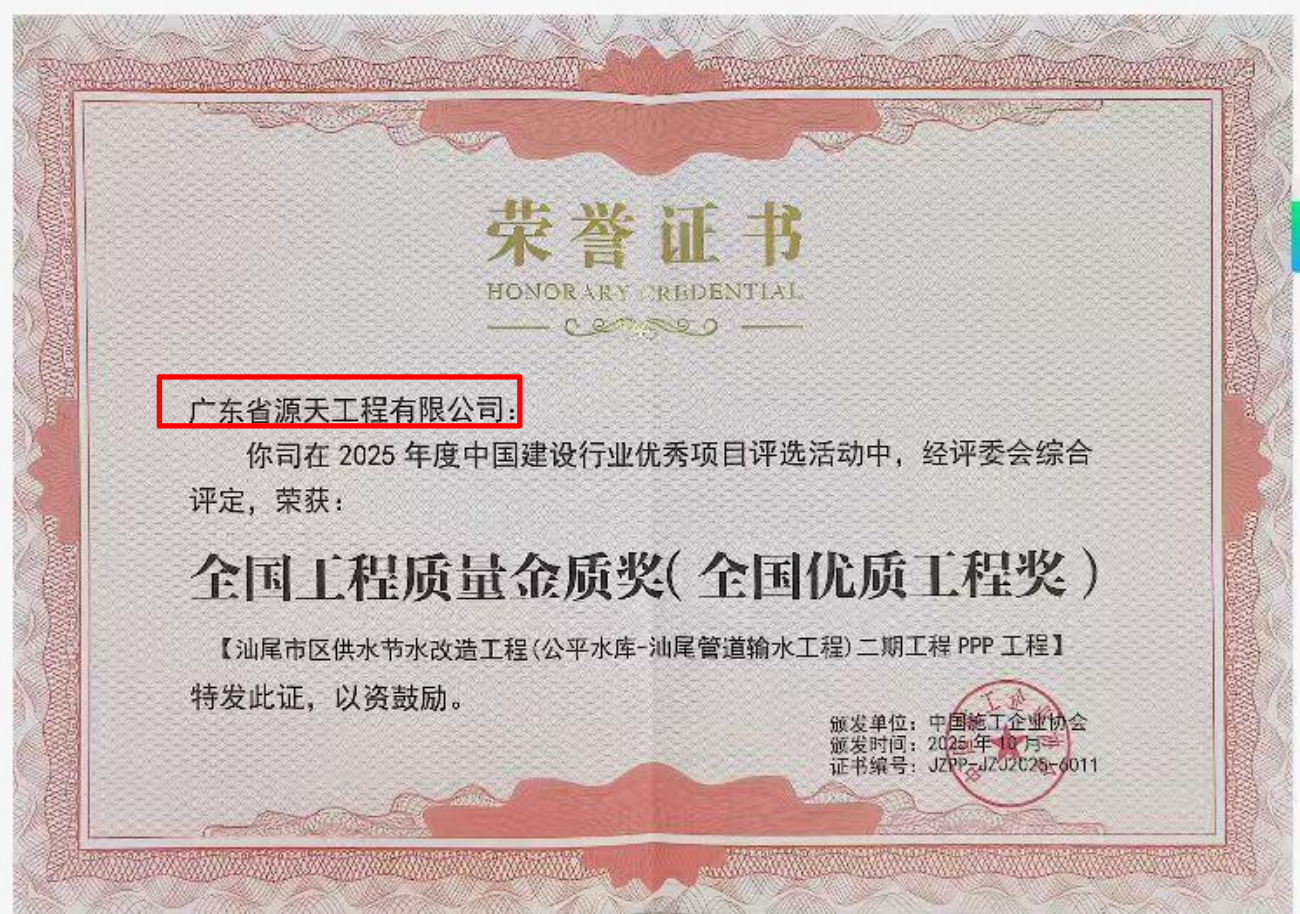 荣誉证书
HONORARY CREDENTIAL
广东省源天工程有限公司：
你司在 2025 年度中国建设行业优秀项目评选活动中，经评委会综合
评定，荣获：
全国工程质量金质奖（全国优质工程奖）
【汕尾市区供水节水改造工程(公平水库-汕尾管道输水工程)二期工程 PPP 工程】
特发此证，以资鼓励。
颁发单位：中国施工企业协会
颁发时间：2025 年 10 月
证书编号：JZPP-JZJ2025-6011